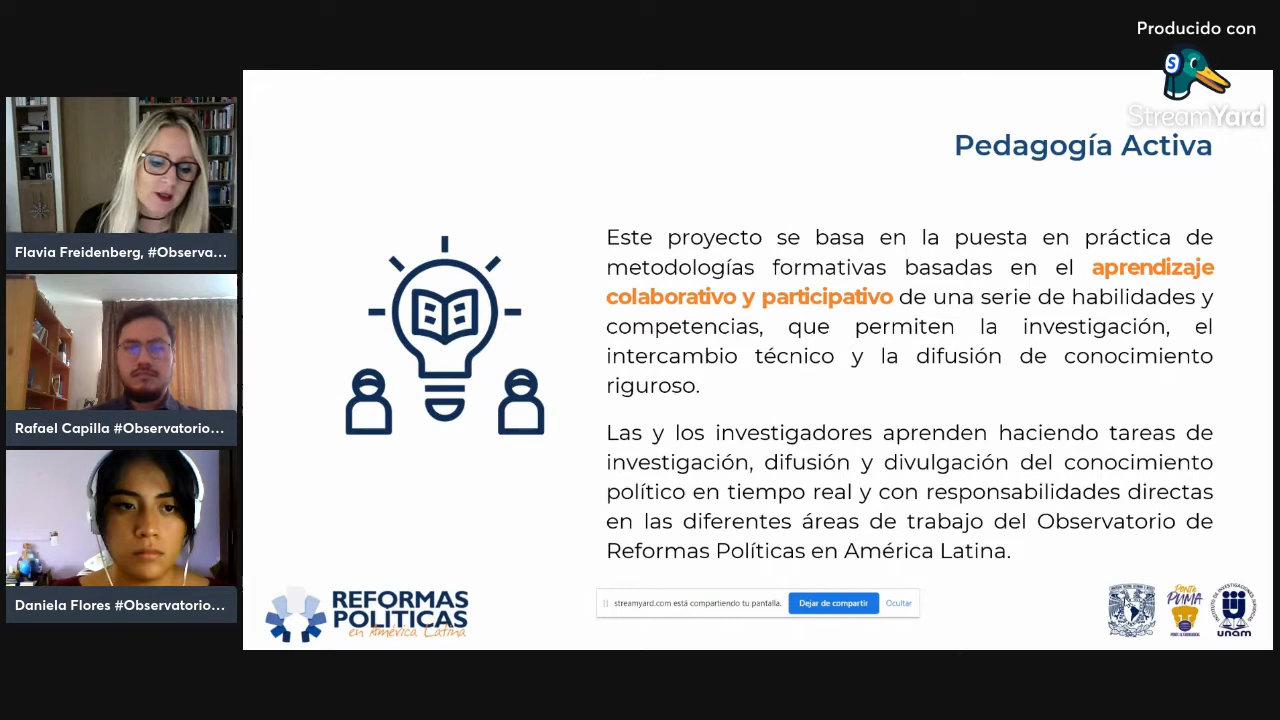 Producido con
StreamYard
Pedagogía Activa
Flavia Freidenberg, #Observa...
Rafael Capilla #Observatorio...
Daniela Flores #Observatorio...
Este proyecto se basa en la puesta en práctica de
metodologías formativas basadas en el aprendizaje
colaborativo y participativo de una serie de habilidades y
competencias, que permiten la investigación, el
intercambio técnico y la difusión de conocimiento
riguroso.
Las y los investigadores aprenden haciendo tareas de
investigación, difusión y divulgación del conocimiento
político en tiempo real y con responsabilidades directas
en las diferentes áreas de trabajo del Observatorio de
Reformas Políticas en América Latina.
REFORMAS
POLÍTICAS
en América Latina
streamyard.com está compartiendo tu pantalla.
Dejar de compartir
Ocultar
PONTE
PUMA
unam